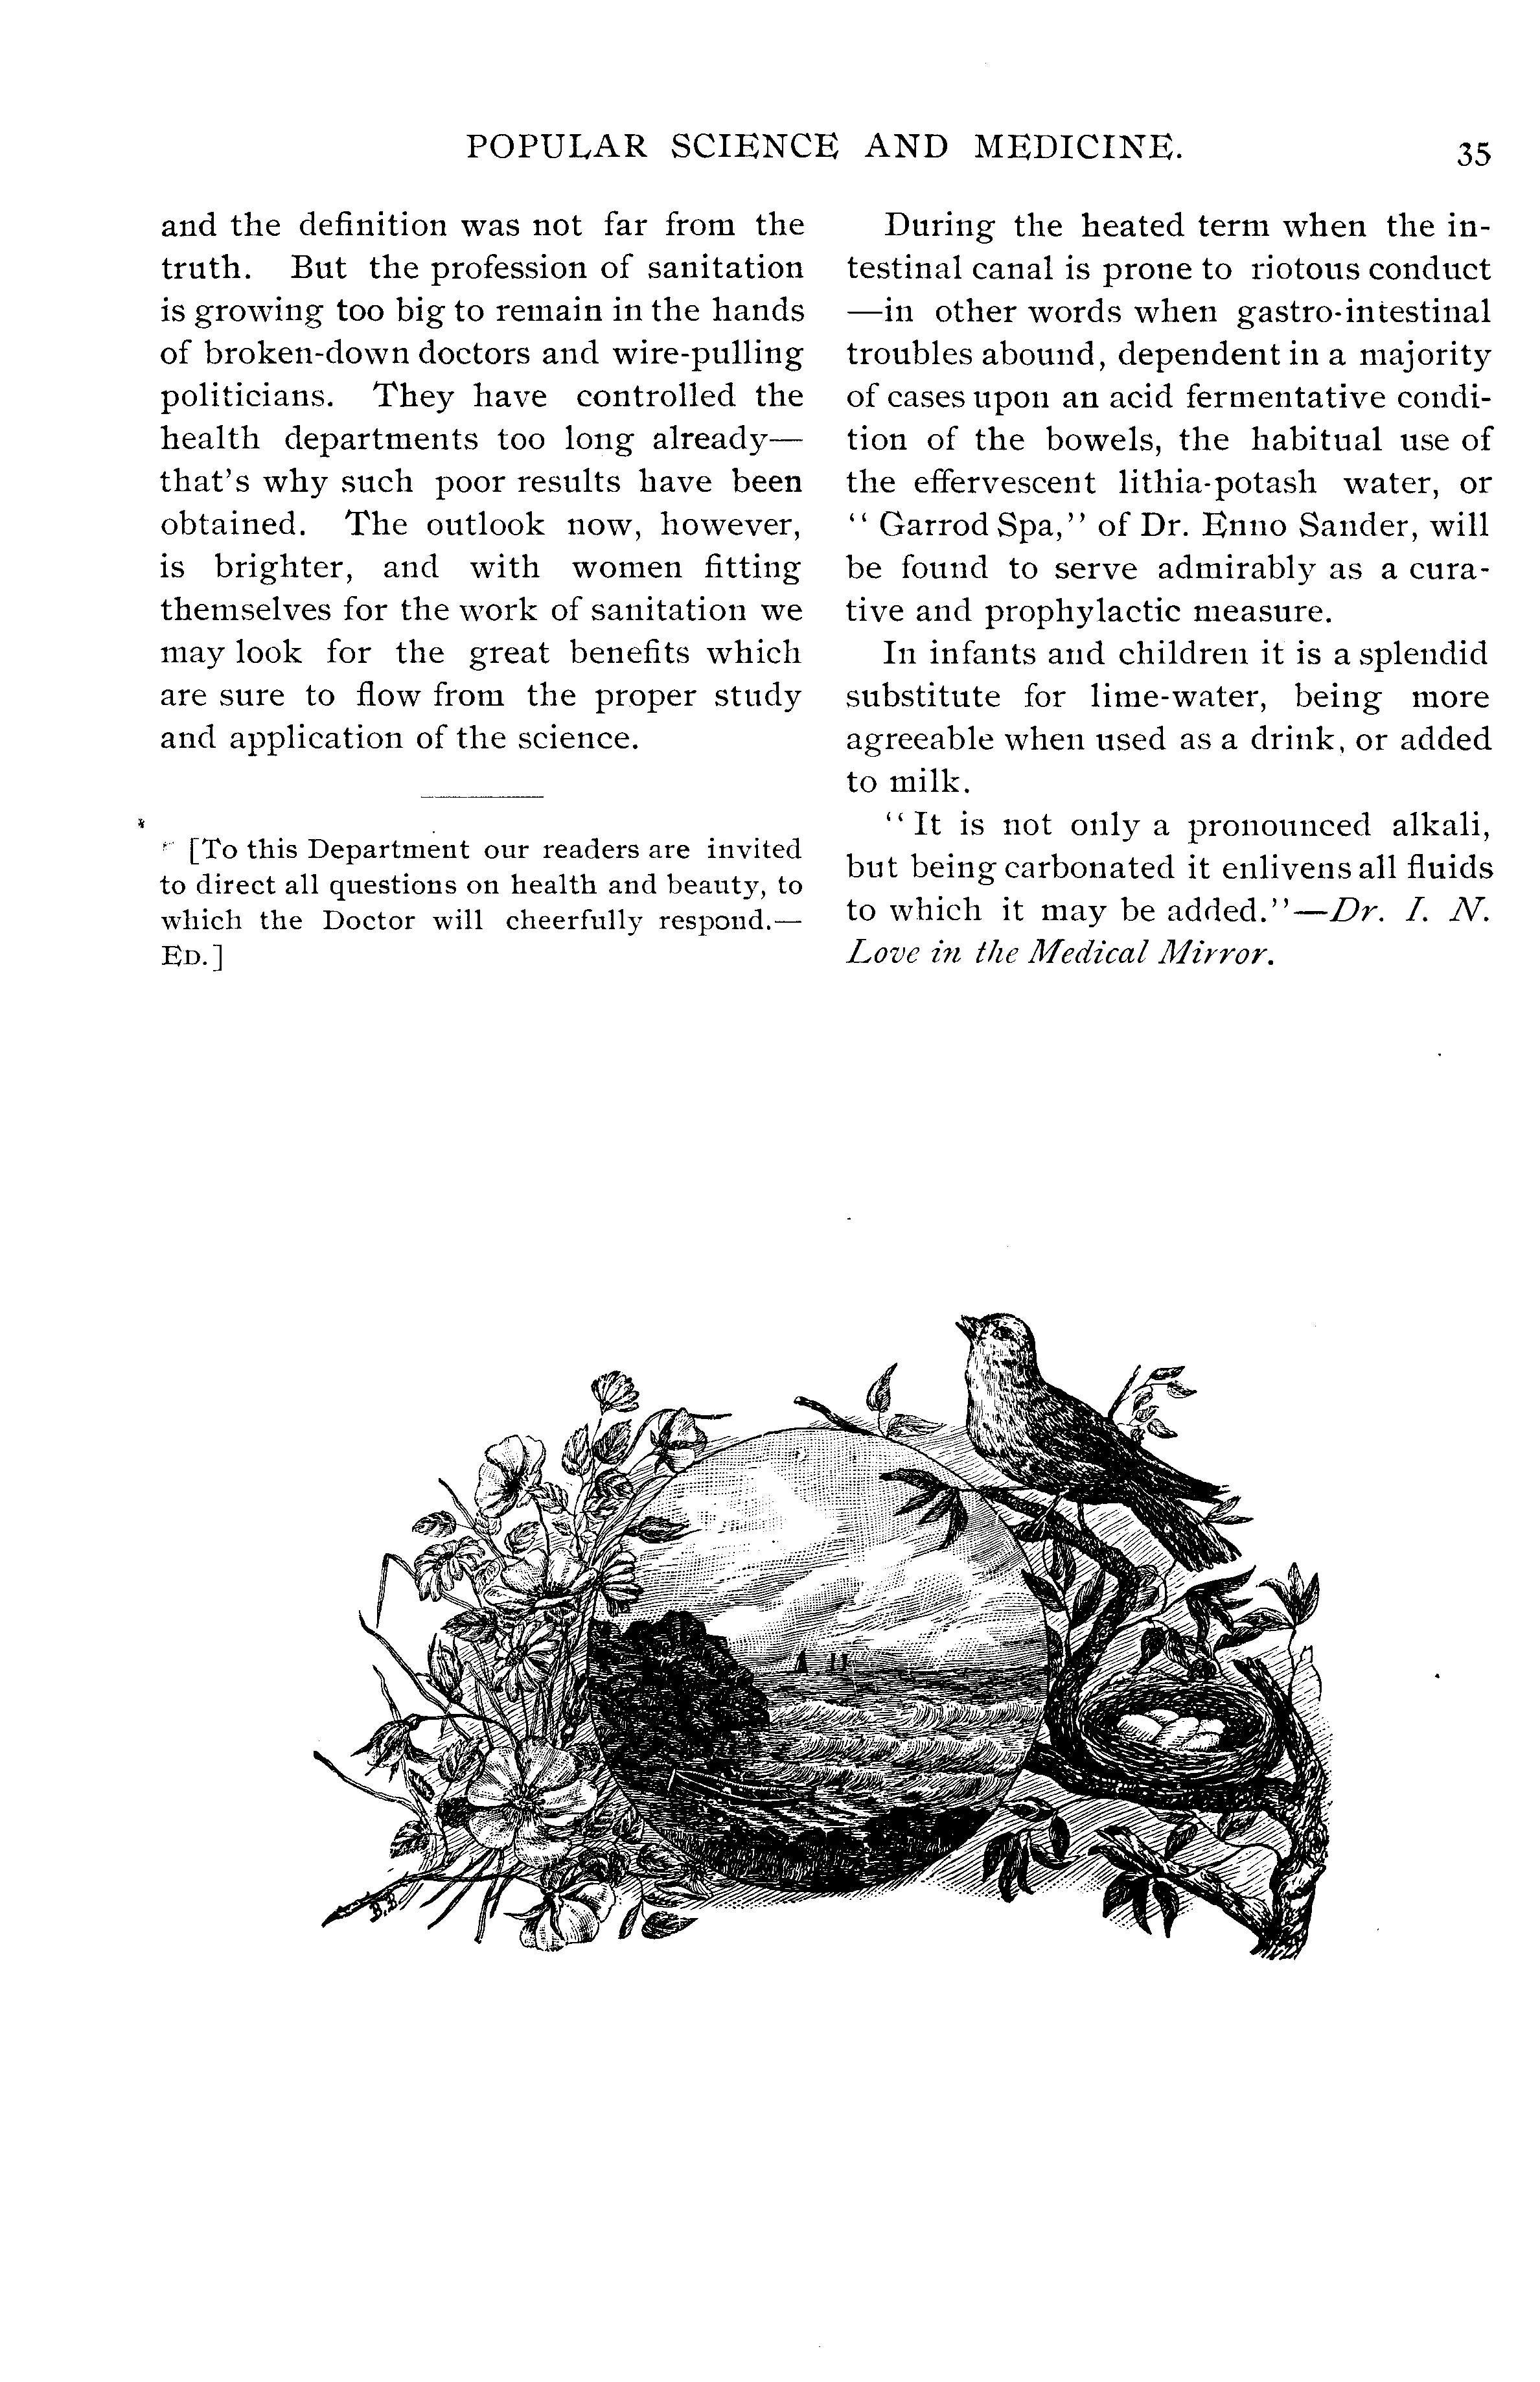 POPULAR SCIENCE AND MEDICINE. 35
and the definition was not far from the
truth. But the profession of sanitation
is growing too big to remain in the hands
of broken-down doctors and wire-pulling
politicians. They have controlled the
health departments too long already—
that's why such poor results have been
obtained. The outlook now, however,
is brighter, and with women fitting
themselves for the work of sanitation we
may look for the great benefits which
are sure to flow from the proper study
and application of the science.
[To this Department our readers are invited
to direct all questions on health and beauty, to
which the Doctor will cheerfully respond.—
ED.]
During the heated term when the in-
testinal canal is prone to riotous conduct
—in other words when gastro-intestinal
troubles abound, dependent in a majority
of cases upon an acid fermentative condi-
tion of the bowels, the habitual use of
the effervescent lithia-potash water, or
"Garrod Spa," of Dr. Enno Sander, will
be found to serve admirably as a cura-
tive and prophylactic measure.
In infants and children it is a splendid
substitute for lime-water, being more
agreeable when used as a drink, or added
to milk.
"It is not only a pronounced alkali,
but being carbonated it enlivens all fluids
to which it may be added."—Dr. I. N.
Love in the Medical Mirror.